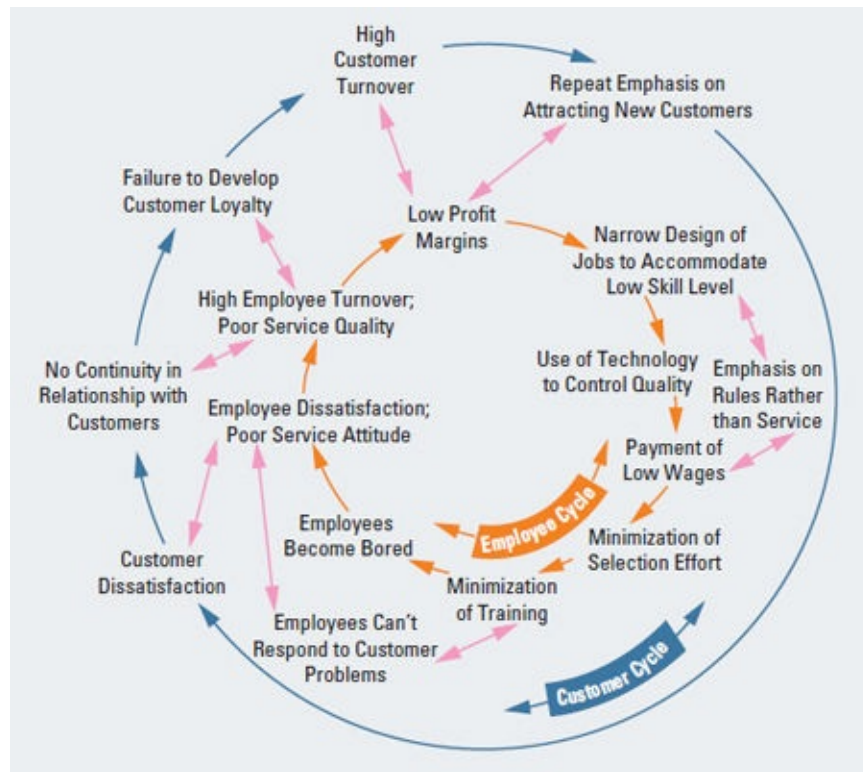 High
Customer
Turnover
Repeat Emphasis on
Attracting New Customers
Failure to Develop
Customer Loyalty
Low Profit
Margins
Narrow Design of
Jobs to Accommodate
Low Skill Level
High Employee Turnover;
Poor Service Quality
Use of Technology
to Control Quality
Emphasis on
Rules Rather
than Service
No Continuity in
Relationship with
Customers
Employee Dissatisfaction;
Poor Service Attitude
Payment of
Low Wages
Employees
Become Bored
Employee Cycle
Minimization of
Selection Effort
Customer
Dissatisfaction
Minimization
of Training
Employees Can't
Respond to Customer
Problems
Customer Cycle